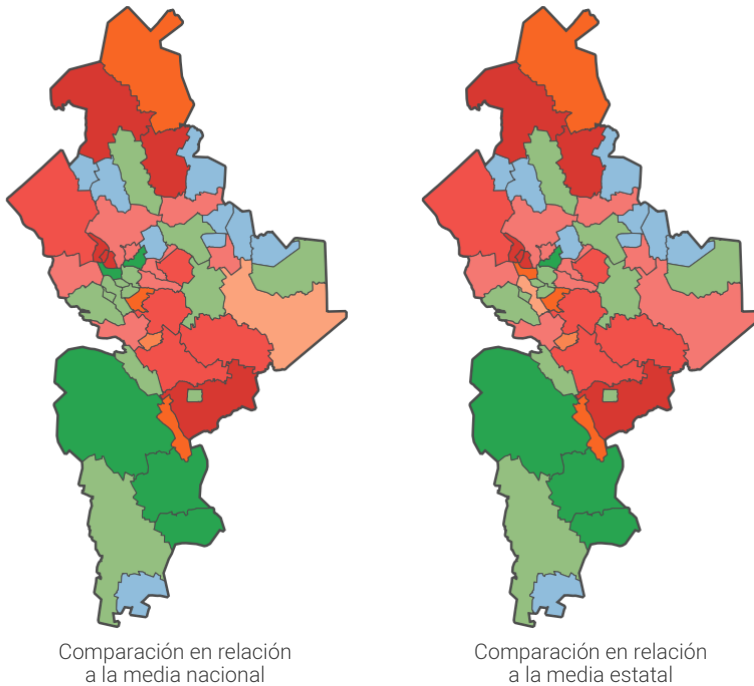 Comparación en relación
a la media nacional
Comparación en relación
a la media estatal